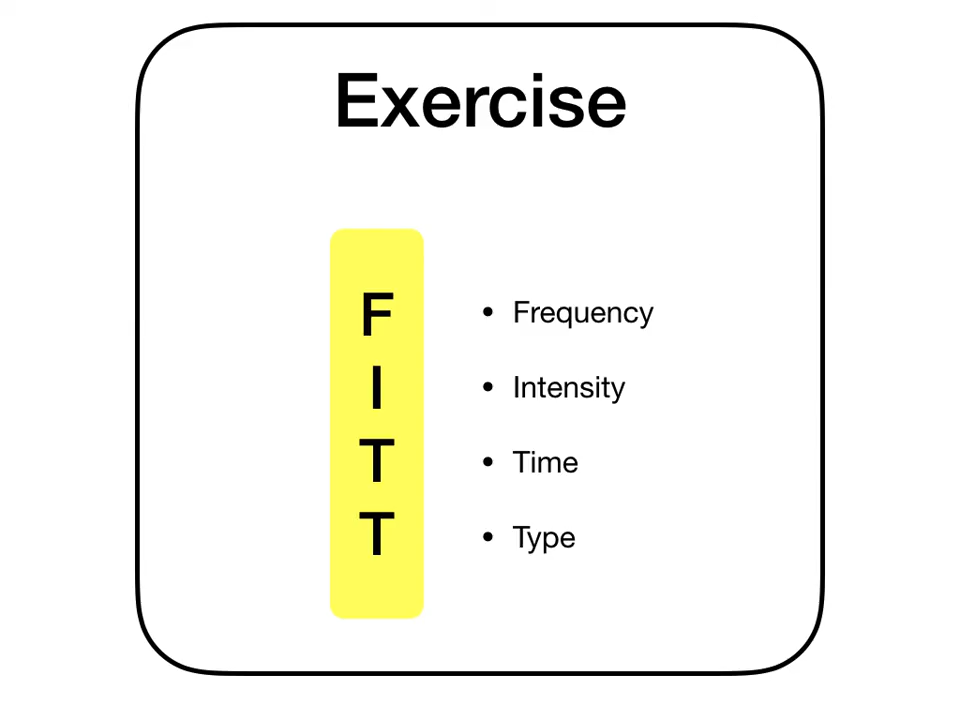 Exercise
F
I
T
T
• Frequency
• Intensity
• Time
• Type